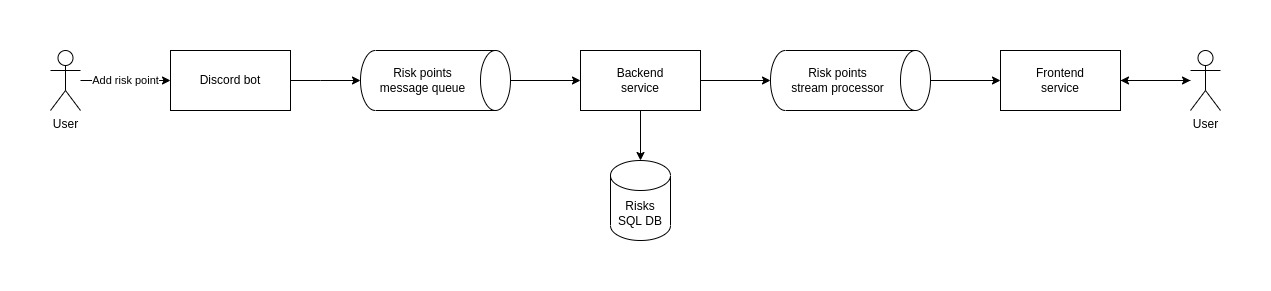 User
Add risk point
Discord bot
Risk points
message queue
Backend
service
Risks
SQL DB
Risk points
stream processor
Frontend
service
User